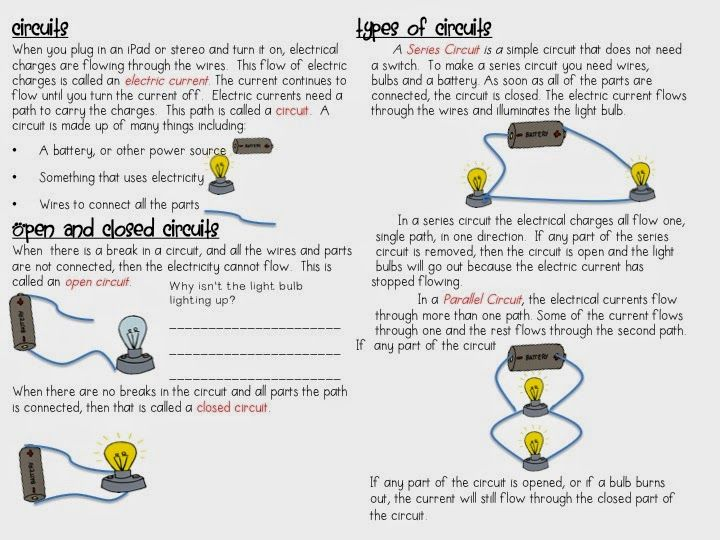 Circuits
When you plug in an iPad or stereo and turn it on, electrical
charges are flowing through the wires. This flow of electric
charges is called an electric current. The current continues to
flow until you turn the current off. Electric currents need a
path to carry the charges. This path is called a circuit. A
circuit is made up of many things including:
• A battery, or other power source
BATTERY
• Something that uses electricity
• Wires to connect all the parts
Open and Closed Circuits
When there is a break in a circuit, and all the wires and parts
are not connected, then the electricity cannot flow. This is
called an open circuit.
Why isn't the light bulb
lighting up?
BATTERY
________________________
________________________
________________________
When there are no breaks in the circuit and all parts the path
is connected, then that is called a closed circuit.
BATTERY
Types of Circuits
A Series Circuit is a simple circuit that does not need
a switch. To make a series circuit you need wires,
bulbs and a battery. As soon as all of the parts are
connected, the circuit is closed. The electric current flows
through the wires and illuminates the light bulb.
BATTERY
In a series circuit the electrical charges all flow one,
single path, in one direction. If any part of the series
circuit is removed, then the circuit is open and the light
bulbs will go out because the electric current has
stopped flowing.
In a Parallel Circuit, the electrical currents flow
through more than one path. Some of the current flows
through one and the rest flows through the second path.
If any part of the circuit
BATTERY
If any part of the circuit is opened, or if a bulb burns
out, the current will still flow through the closed part of
the circuit.